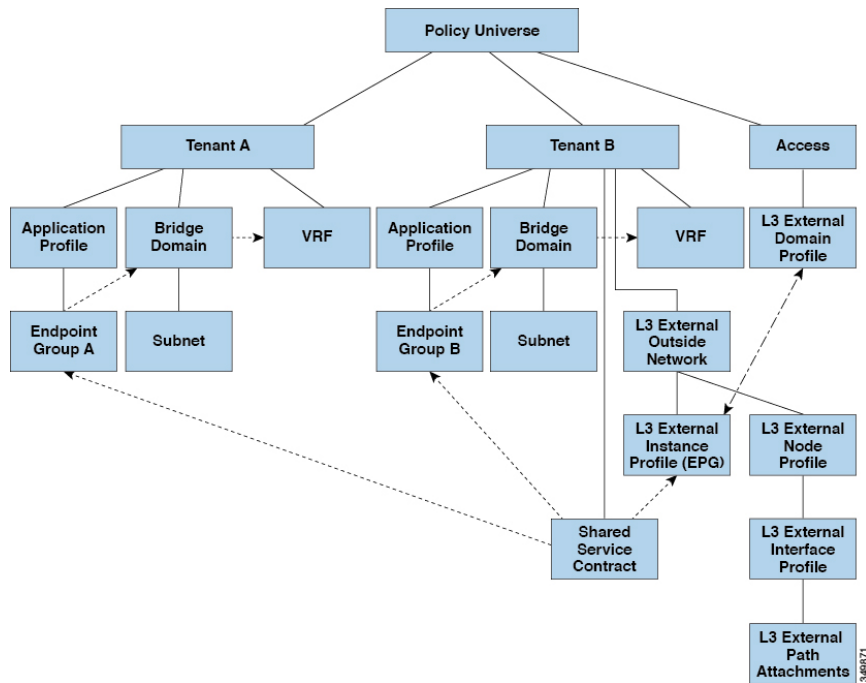 Policy Universe
Tenant A
Tenant B
Access
Application
Profile
Bridge
Domain
VRF
Application
Profile
Bridge
Domain
VRF
L3 External
Domain
Profile
Endpoint
Group A
Subnet
Endpoint
Group B
Subnet
L3 External
Outside
Network
L3 External
Instance
Profile (EPG)
L3 External
Node
Profile
Shared
Service
Contract
L3 External
Interface
Profile
L3 External
Path
Attachments
349871